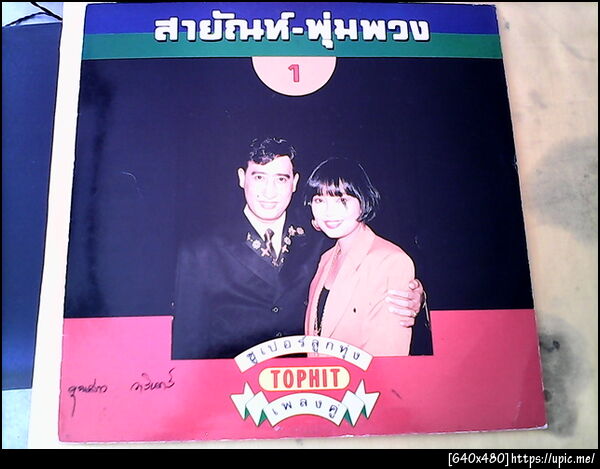 สายัณห์-พุ่มพวง
1
ซูเปอร์ลูกทุ่ง
TOPHIT
เพลงคู่
[640x480]https://upic.me/